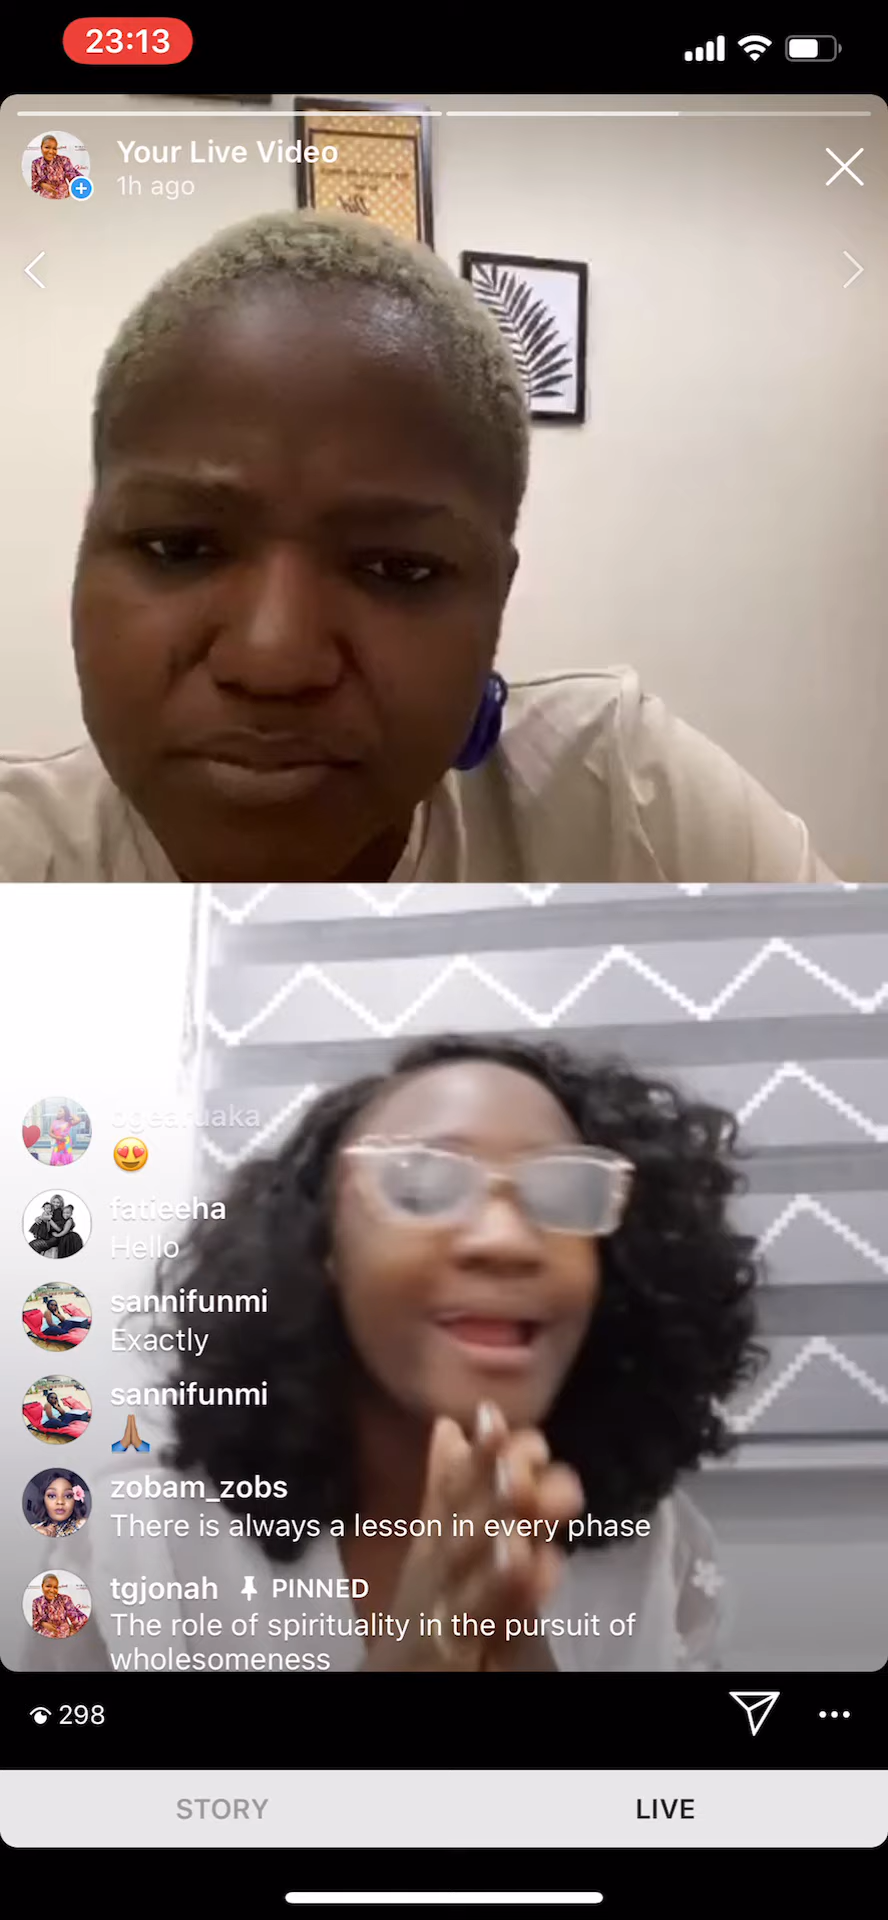 23:13
Your Live Video
1h ago
fatieeha
Hello
sannifunmi
Exactly
sannifunmi
🙏🏽
zobam_zobs
There is always a lesson in every phase
tgjonah PINNED
The role of spirituality in the pursuit of
wholesomeness
298
STORY
LIVE